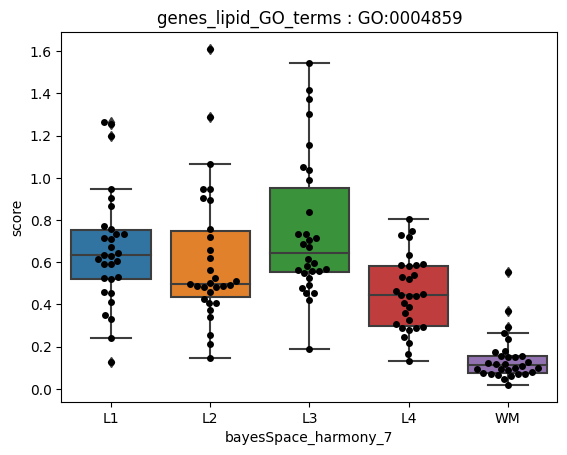 genes_lipid_GO_terms : GO:0004859
1.6
1.4
1.2
1.0
0.8
0.6
0.4
0.2
0.0
score
L1 L2 L3 L4 WM
bayesSpace_harmony_7